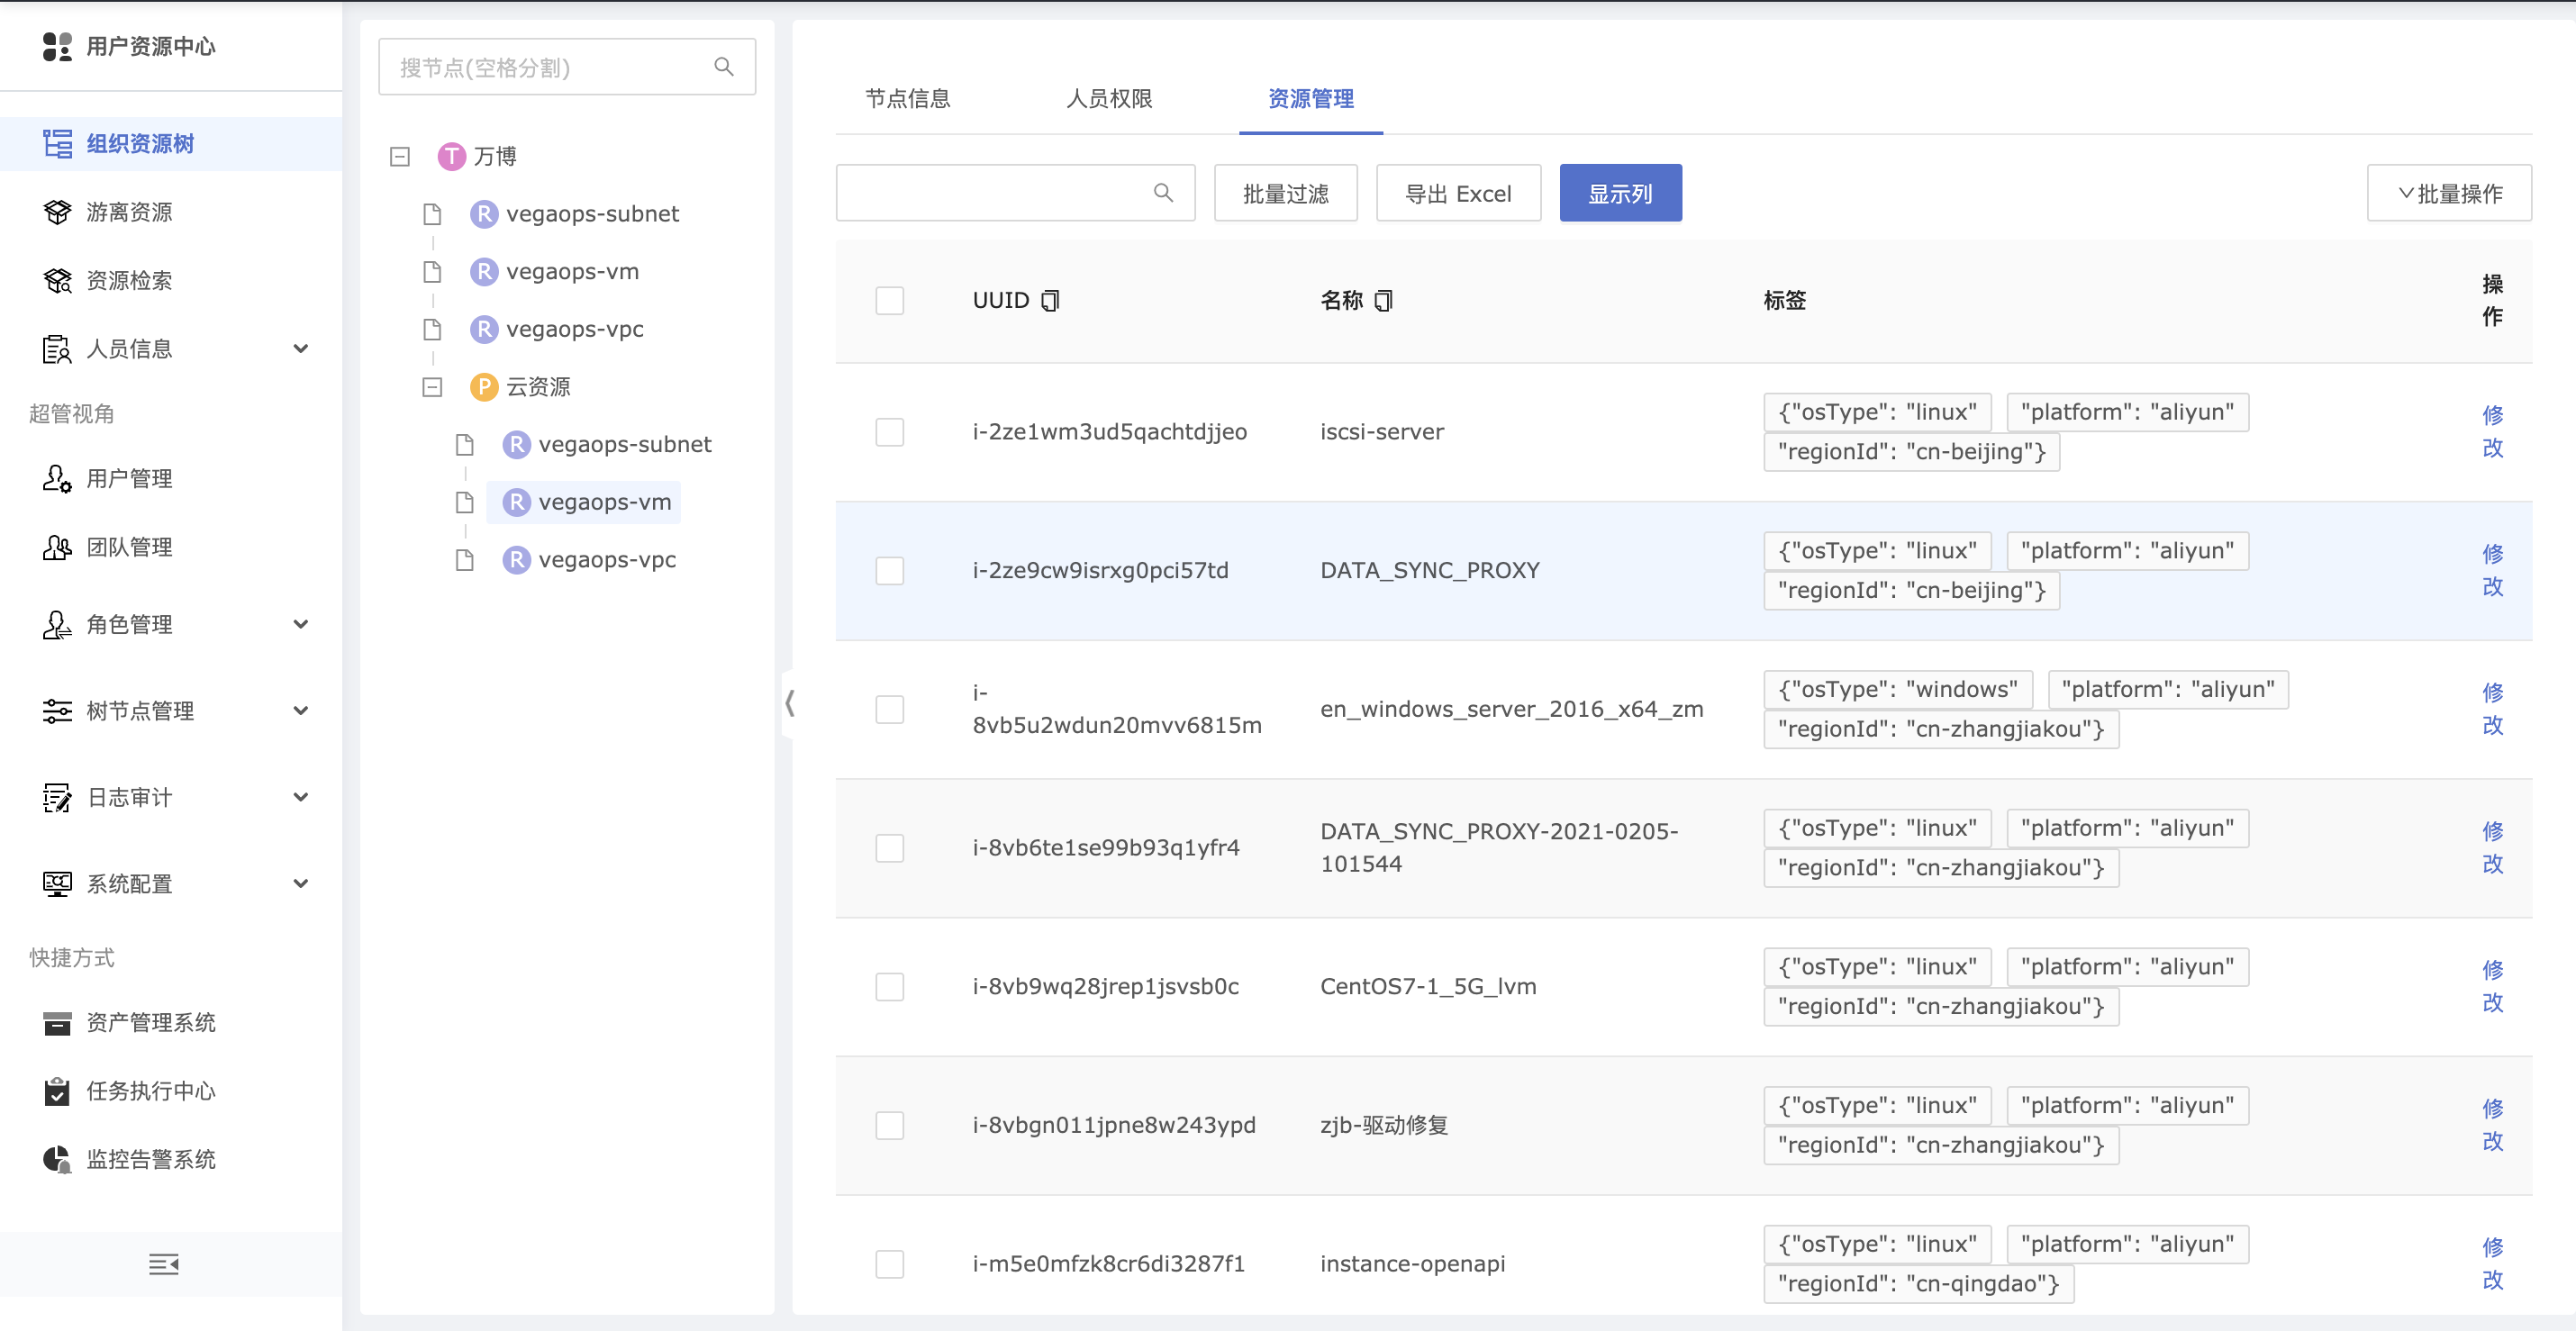 用户资源中心
组织资源树
游离资源
资源检索
人员信息
超管视角
用户管理
团队管理
角色管理
树节点管理
日志审计
系统配置
快捷方式
资产管理系统
任务执行中心
监控告警系统
搜节点(空格分割)
T 万博
R vegaops-subnet
R vegaops-vm
R vegaops-vpc
P 云资源
R vegaops-subnet
R vegaops-vm
R vegaops-vpc
节点信息 人员权限 资源管理
批量过滤 导出 Excel 显示列 批量操作
UUID 名称 标签 操
作
i-2ze1wm3ud5qachtdjjeo iscsi-server {"osType": "linux" "platform": "aliyun"
"regionId": "cn-beijing"} 修
改
i-2ze9cw9isrxg0pci57td DATA_SYNC_PROXY {"osType": "linux" "platform": "aliyun"
"regionId": "cn-beijing"} 修
改
i-
8vb5u2wdun20mvv6815m en_windows_server_2016_x64_zm {"osType": "windows" "platform": "aliyun"
"regionId": "cn-zhangjiakou"} 修
改
i-8vb6te1se99b93q1yfr4 DATA_SYNC_PROXY-2021-0205-
101544 {"osType": "linux" "platform": "aliyun"
"regionId": "cn-zhangjiakou"} 修
改
i-8vb9wq28jrep1jsvsb0c CentOS7-1_5G_lvm {"osType": "linux" "platform": "aliyun"
"regionId": "cn-zhangjiakou"} 修
改
i-8vbgn011jpne8w243ypd zjb-驱动修复 {"osType": "linux" "platform": "aliyun"
"regionId": "cn-zhangjiakou"} 修
改
i-m5e0mfzk8cr6di3287f1 instance-openapi {"osType": "linux" "platform": "aliyun"
"regionId": "cn-qingdao"} 修
改